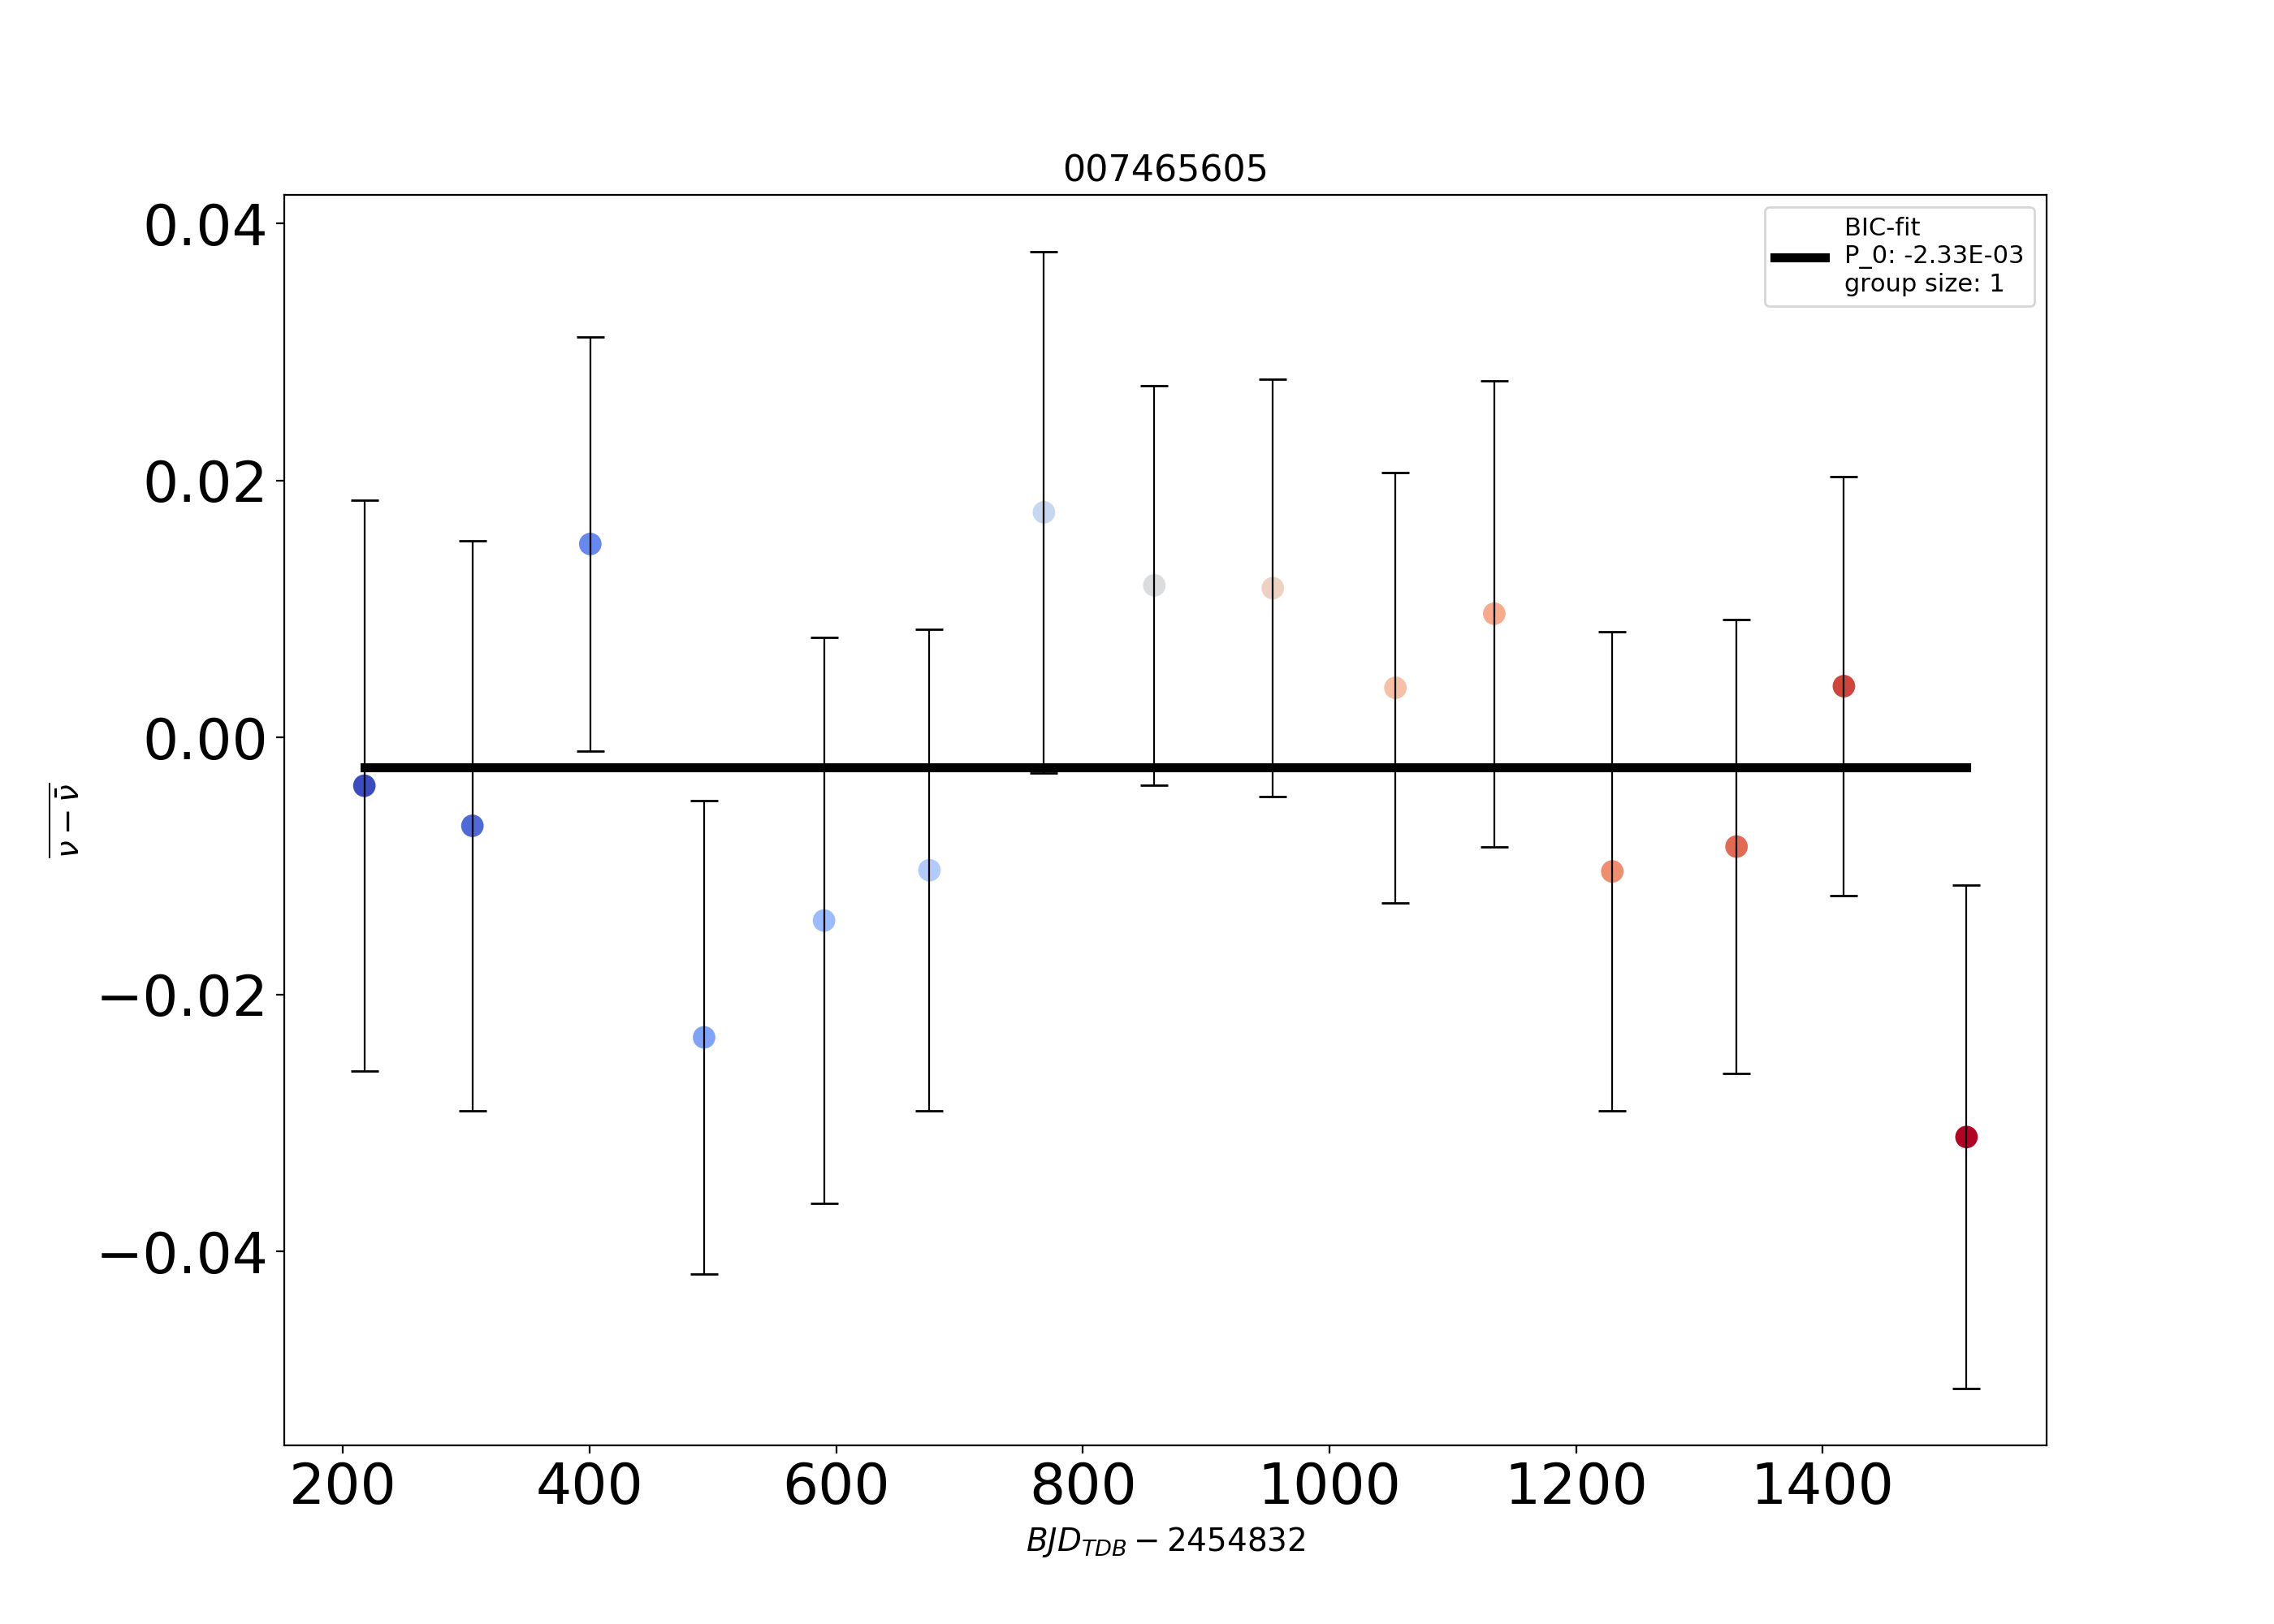 007465605
BIC-fit
P_0: -2.33E-03
group size: 1
0.04
0.02
0.00
−0.02
−0.04
ν − ν̄
200 400 600 800 1000 1200 1400
BJD_TDB − 2454832